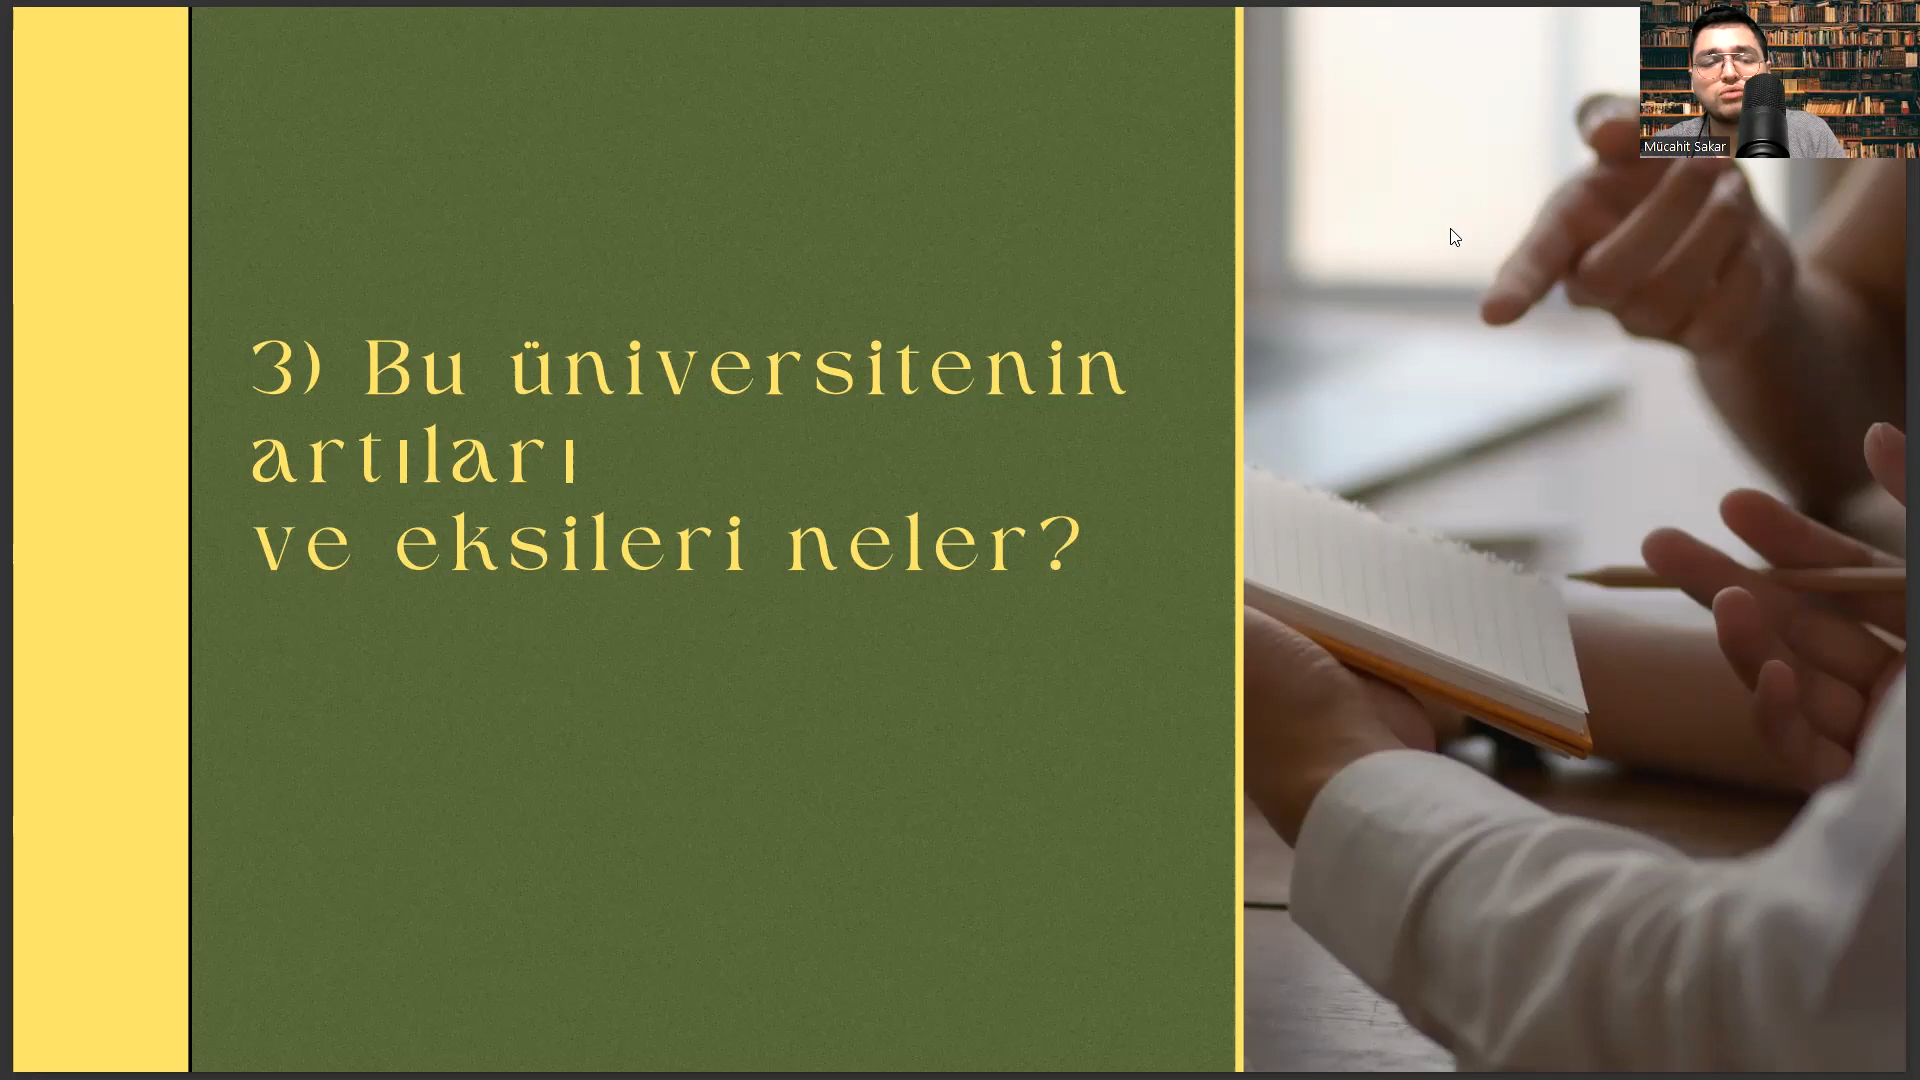 Mücahit Sakar
3) Bu üniversitenin
artıları
ve eksileri neler?